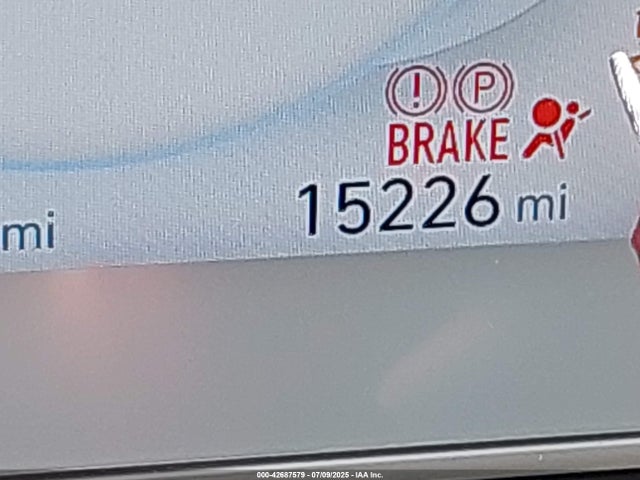 ! P
BRAKE
15226 mi
mi
000-42687579 - 07/09/2025 - IAA Inc.